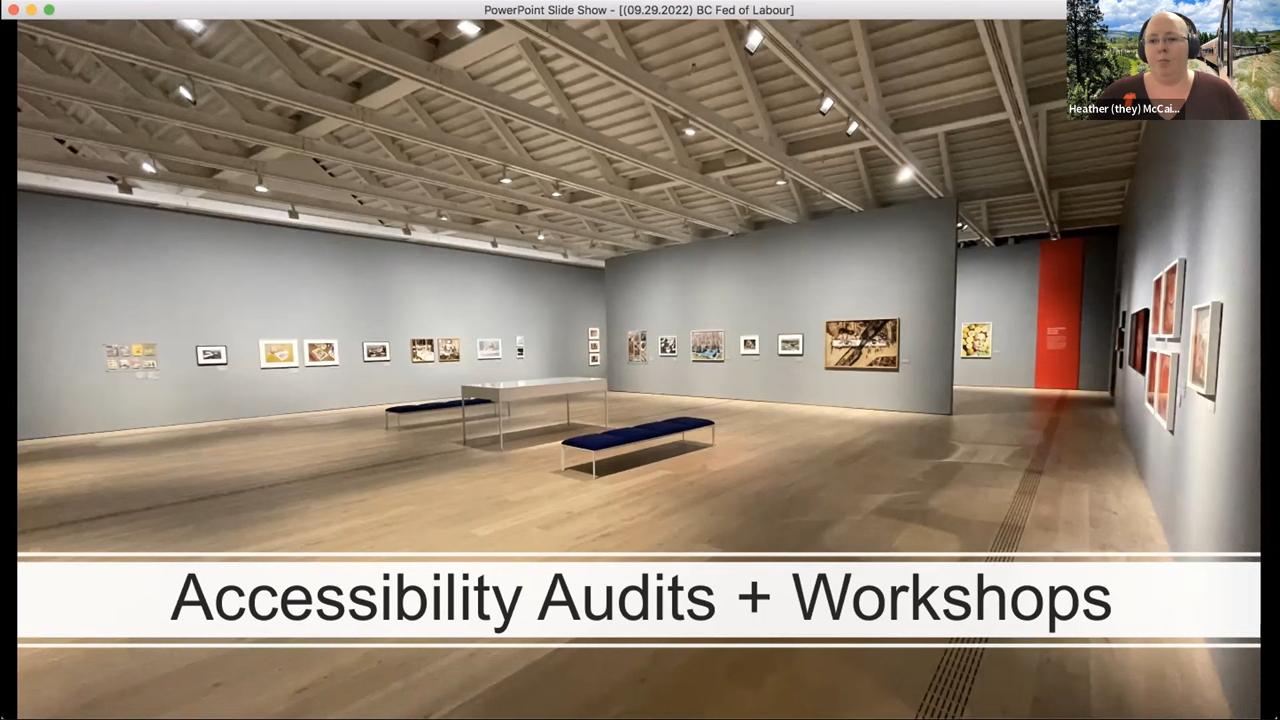 PowerPoint Slide Show - [(09.29.2022) BC Fed of Labour]
Heather (they) McCai...
Accessibility Audits + Workshops